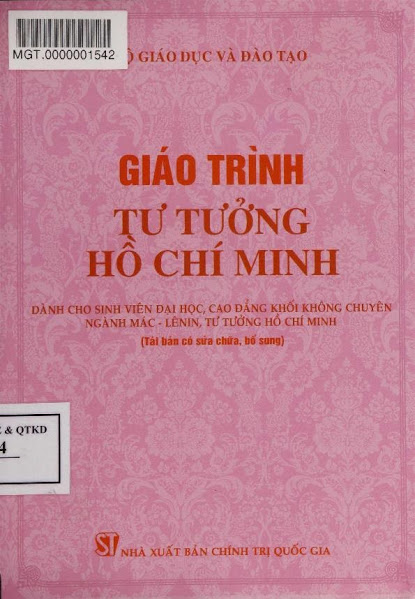 MGT.0000001542
GIÁO DỤC VÀ ĐÀO TẠO
GIÁO TRÌNH
TƯ TƯỞNG
HỒ CHÍ MINH
DÀNH CHO SINH VIÊN ĐẠI HỌC, CAO ĐẲNG KHỐI KHÔNG CHUYÊN
NGÀNH MÁC - LÊNIN, TƯ TƯỞNG HỒ CHÍ MINH
(Tái bản có sửa chữa, bổ sung)
& QTKD
4
ST NHÀ XUẤT BẢN CHÍNH TRỊ QUỐC GIA